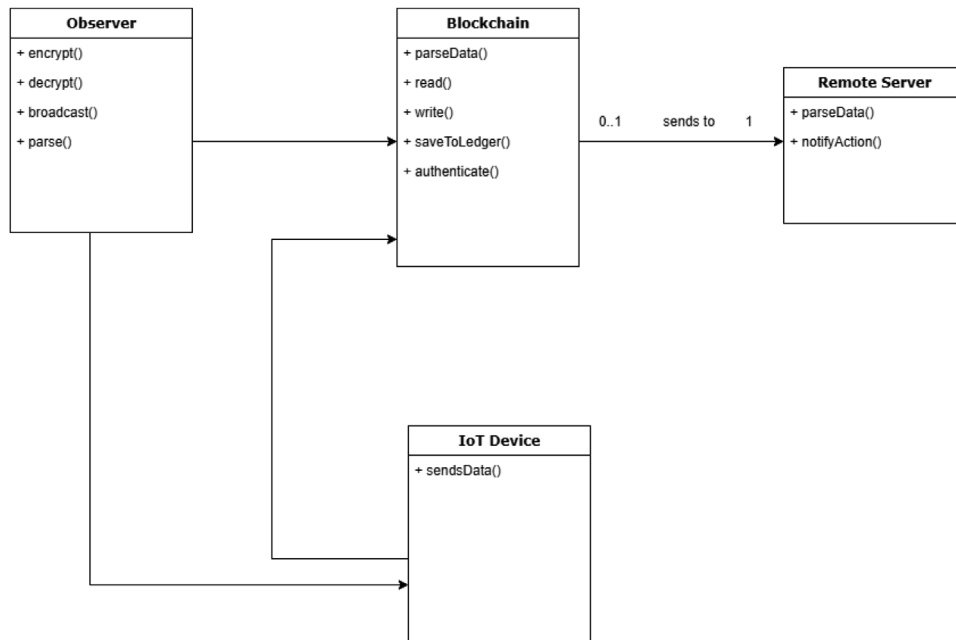 Observer
+ encrypt()
+ decrypt()
+ broadcast()
+ parse()
Blockchain
+ parseData()
+ read()
+ write()
+ saveToLedger()
+ authenticate()
0..1 sends to 1
Remote Server
+ parseData()
+ notifyAction()
IoT Device
+ sendsData()